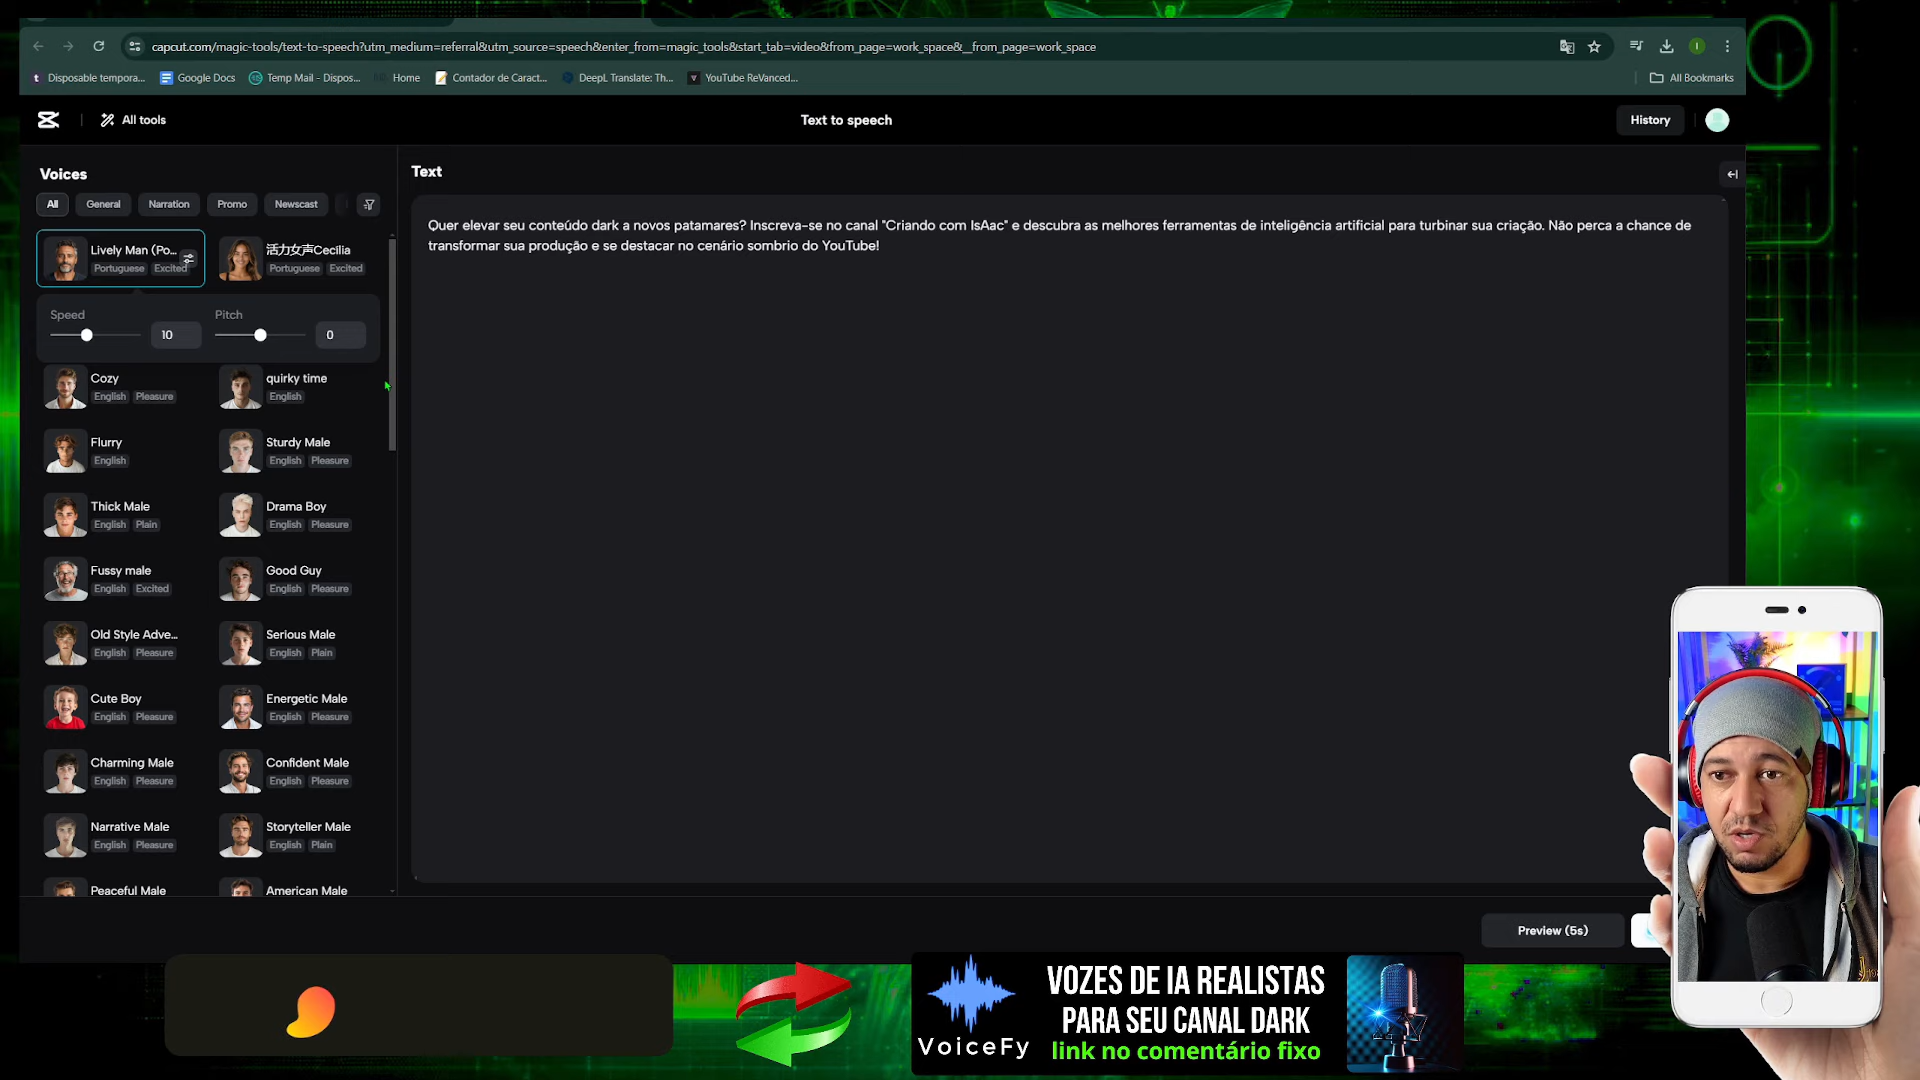 capcut.com/magic-tools/text-to-speech?utm_medium=referral&utm_source=speech&enter_from=magic_tools&start_tab=video&from_page=work_space&__from_page=work_space
Disposable tempora...
Google Docs
Temp Mail - Dispos...
Home
Contador de Caract...
DeepL Translate: Th...
YouTube ReVanced...
All Bookmarks
All tools
Text to speech
History
Voices
All
General
Narration
Promo
Newscast
Lively Man (Po...
Portuguese Excited
活力女声Cecília
Portuguese Excited
Speed
10
Pitch
0
Cozy
English Pleasure
quirky time
English
Flurry
English
Sturdy Male
English Pleasure
Thick Male
English Plain
Drama Boy
English Pleasure
Fussy male
English Excited
Good Guy
English Pleasure
Old Style Adve...
English Pleasure
Serious Male
English Plain
Cute Boy
English Pleasure
Energetic Male
English Pleasure
Charming Male
English Pleasure
Confident Male
English Pleasure
Narrative Male
English Pleasure
Storyteller Male
English Plain
Peaceful Male
American Male
Text
Quer elevar seu conteúdo dark a novos patamares? Inscreva-se no canal "Criando com IsAac" e descubra as melhores ferramentas de inteligência artificial para turbinar sua criação. Não perca a chance de
transformar sua produção e se destacar no cenário sombrio do YouTube!
Preview (5s)
VoiceFy
VOZES DE IA REALISTAS
PARA SEU CANAL DARK
link no comentário fixo